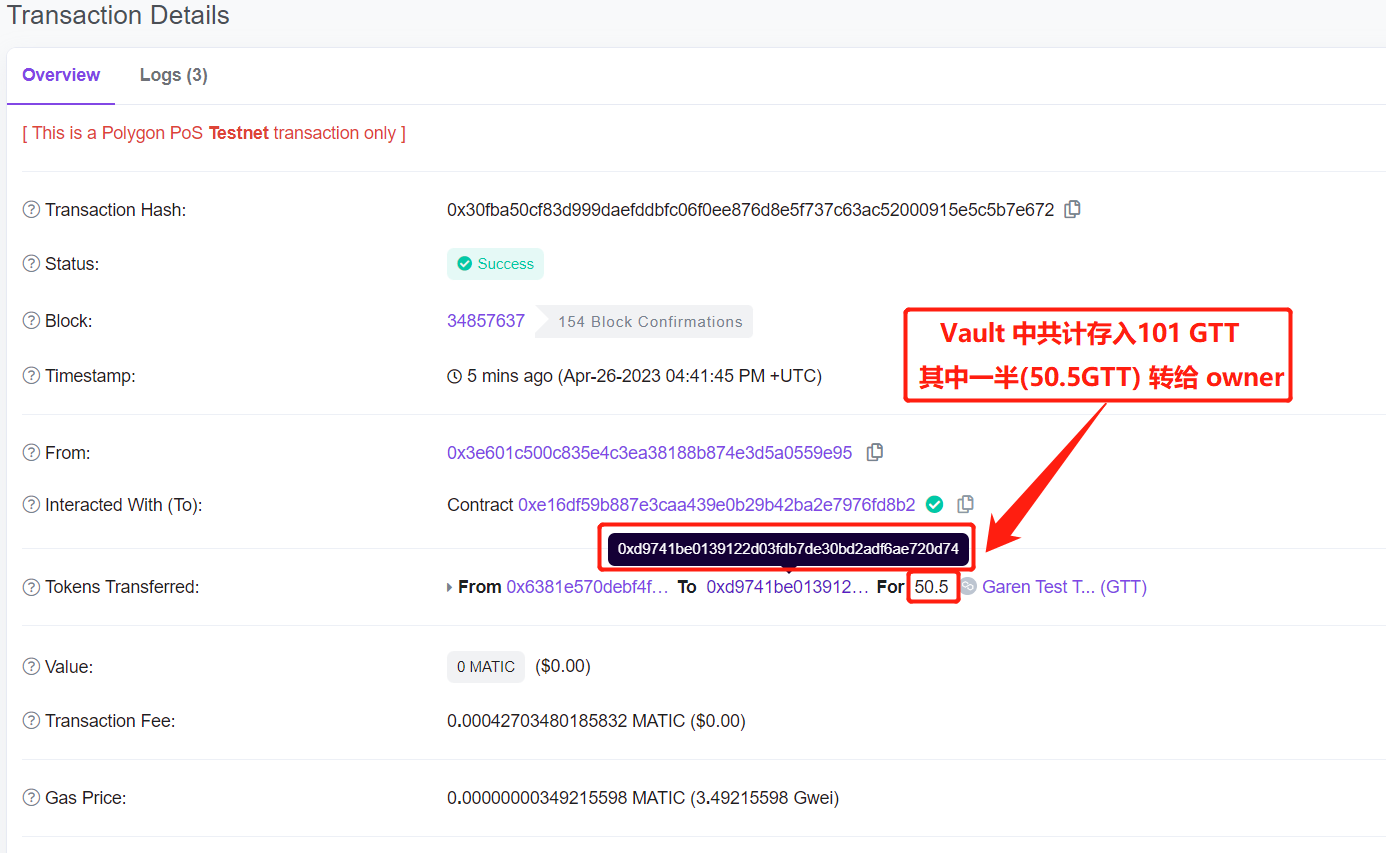 Transaction Details
Overview Logs (3)
[ This is a Polygon PoS Testnet transaction only ]
Transaction Hash: 0x30fba50cf83d999daefddbfc06f0ee876d8e5f737c63ac52000915e5c5b7e672
Status: Success
Block: 34857637 154 Block Confirmations
Vault 中共计存入101 GTT
其中一半(50.5GTT) 转给 owner
Timestamp: 5 mins ago (Apr-26-2023 04:41:45 PM +UTC)
From: 0x3e601c500c835e4c3ea38188b874e3d5a0559e95
Interacted With (To): Contract 0xe16df59b887e3caa439e0b29b42ba2e7976fd8b2
0xd9741be0139122d03fdb7de30bd2adf6ae720d74
Tokens Transferred: From 0x6381e570debf4f... To 0xd9741be013912... For 50.5 Garen Test T... (GTT)
Value: 0 MATIC ($0.00)
Transaction Fee: 0.00042703480185832 MATIC ($0.00)
Gas Price: 0.00000000349215598 MATIC (3.49215598 Gwei)